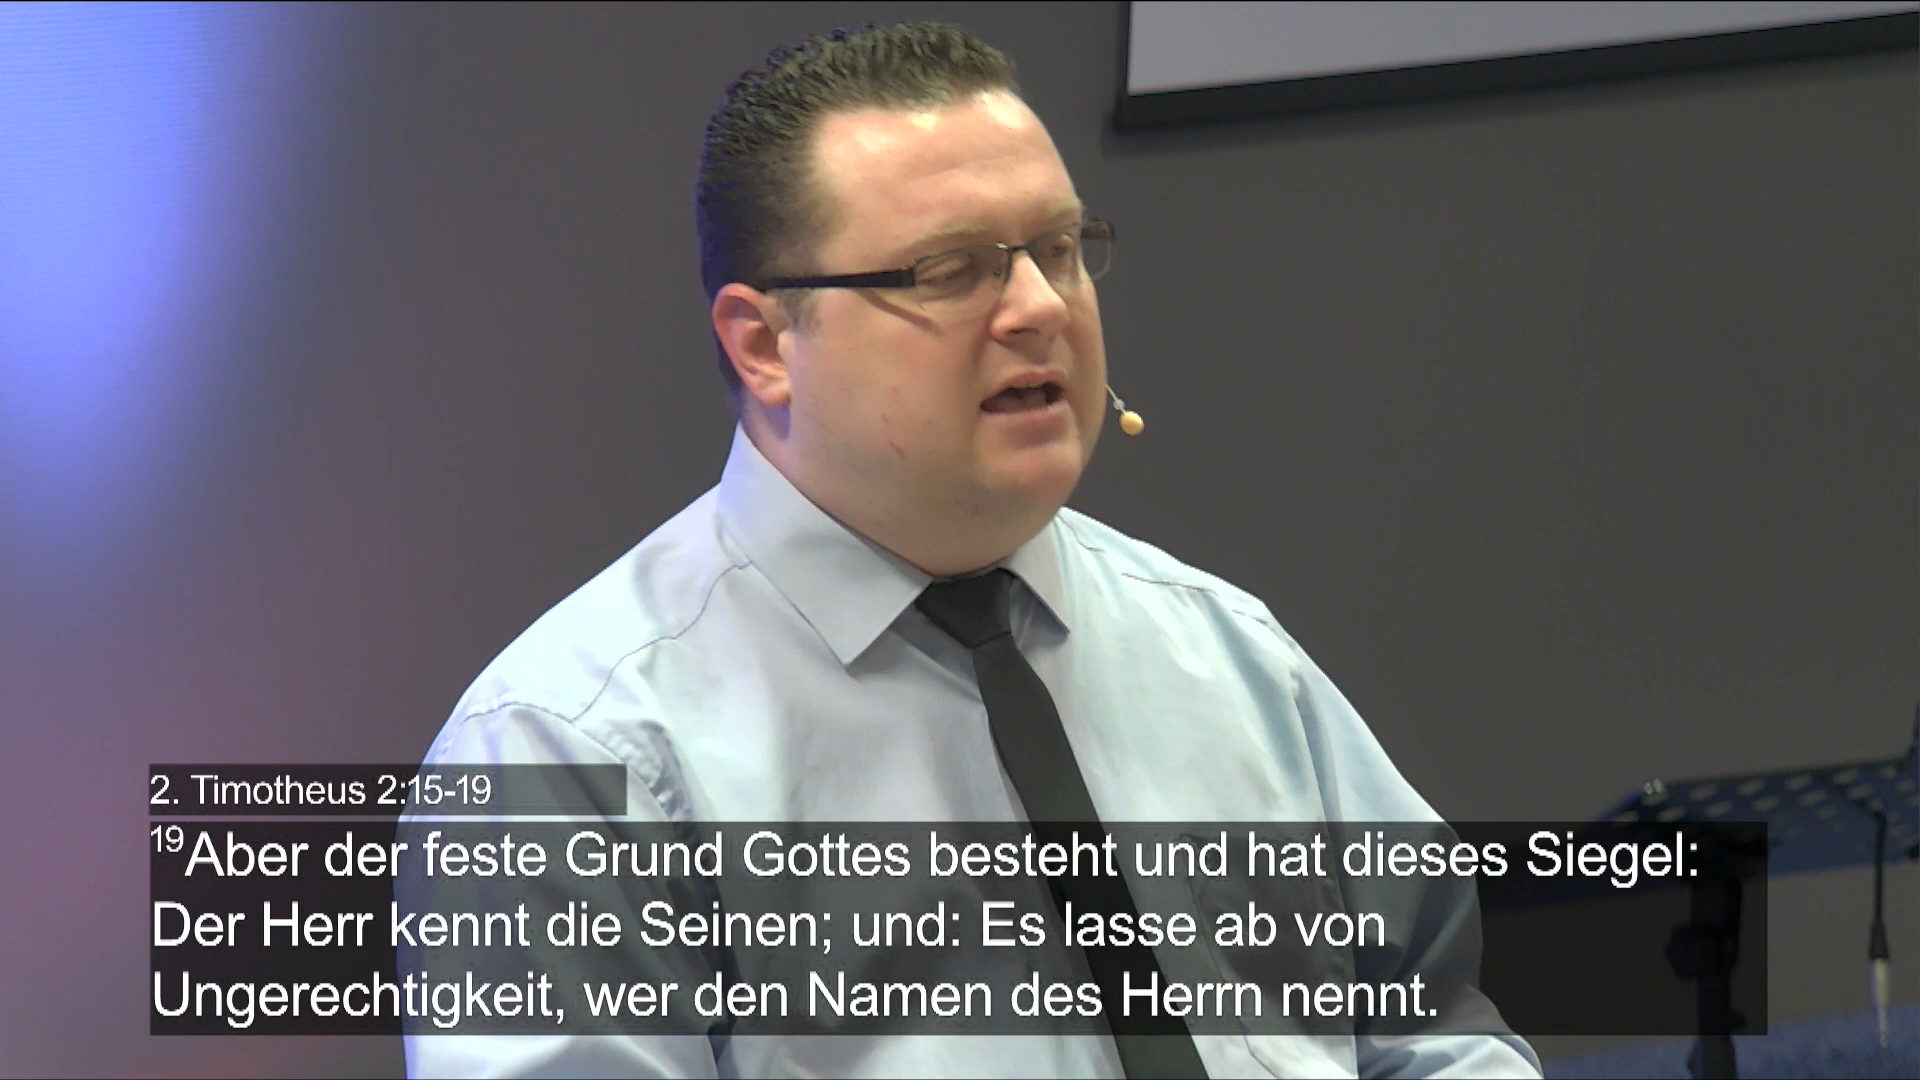 2. Timotheus 2:15-19
¹⁹Aber der feste Grund Gottes besteht und hat dieses Siegel:
Der Herr kennt die Seinen; und: Es lasse ab von
Ungerechtigkeit, wer den Namen des Herrn nennt.